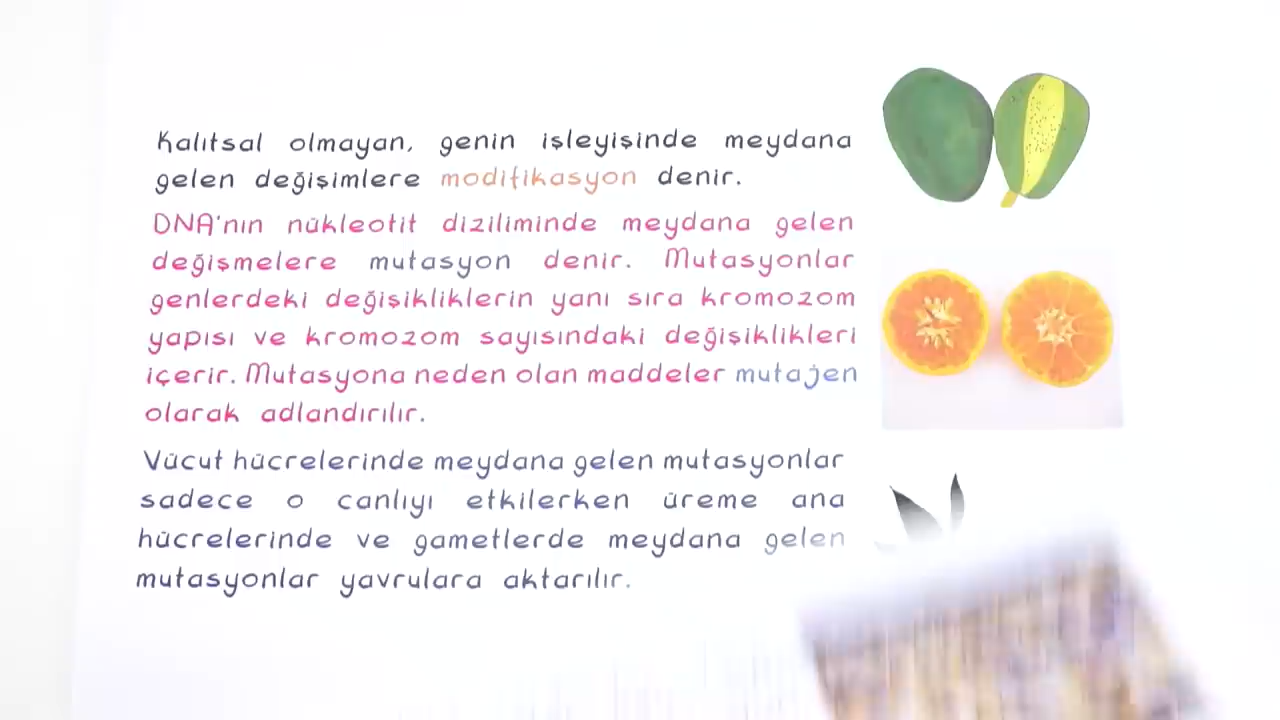 Kalıtsal olmayan, genin işleyişinde meydana
gelen değişimlere modifikasyon denir.
DNA'nın nükleotit diziliminde meydana gelen
değişmelere mutasyon denir. Mutasyonlar
genlerdeki değişikliklerin yanı sıra kromozom
yapısı ve kromozom sayısındaki değişiklikleri
içerir. Mutasyona neden olan maddeler mutajen
olarak adlandırılır.
Vücut hücrelerinde meydana gelen mutasyonlar
sadece o canlıyı etkilerken üreme ana
hücrelerinde ve gametlerde meydana gelen
mutasyonlar yavrulara aktarılır.